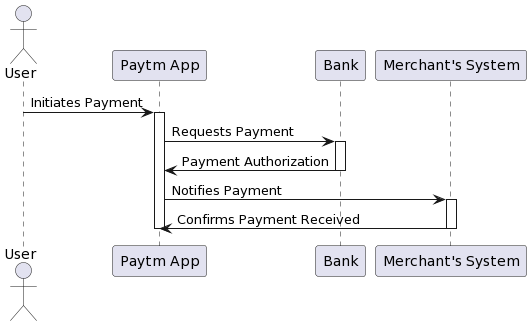 User
Paytm App
Bank
Merchant's System
Initiates Payment
Requests Payment
Payment Authorization
Notifies Payment
Confirms Payment Received
User
Paytm App
Bank
Merchant's System